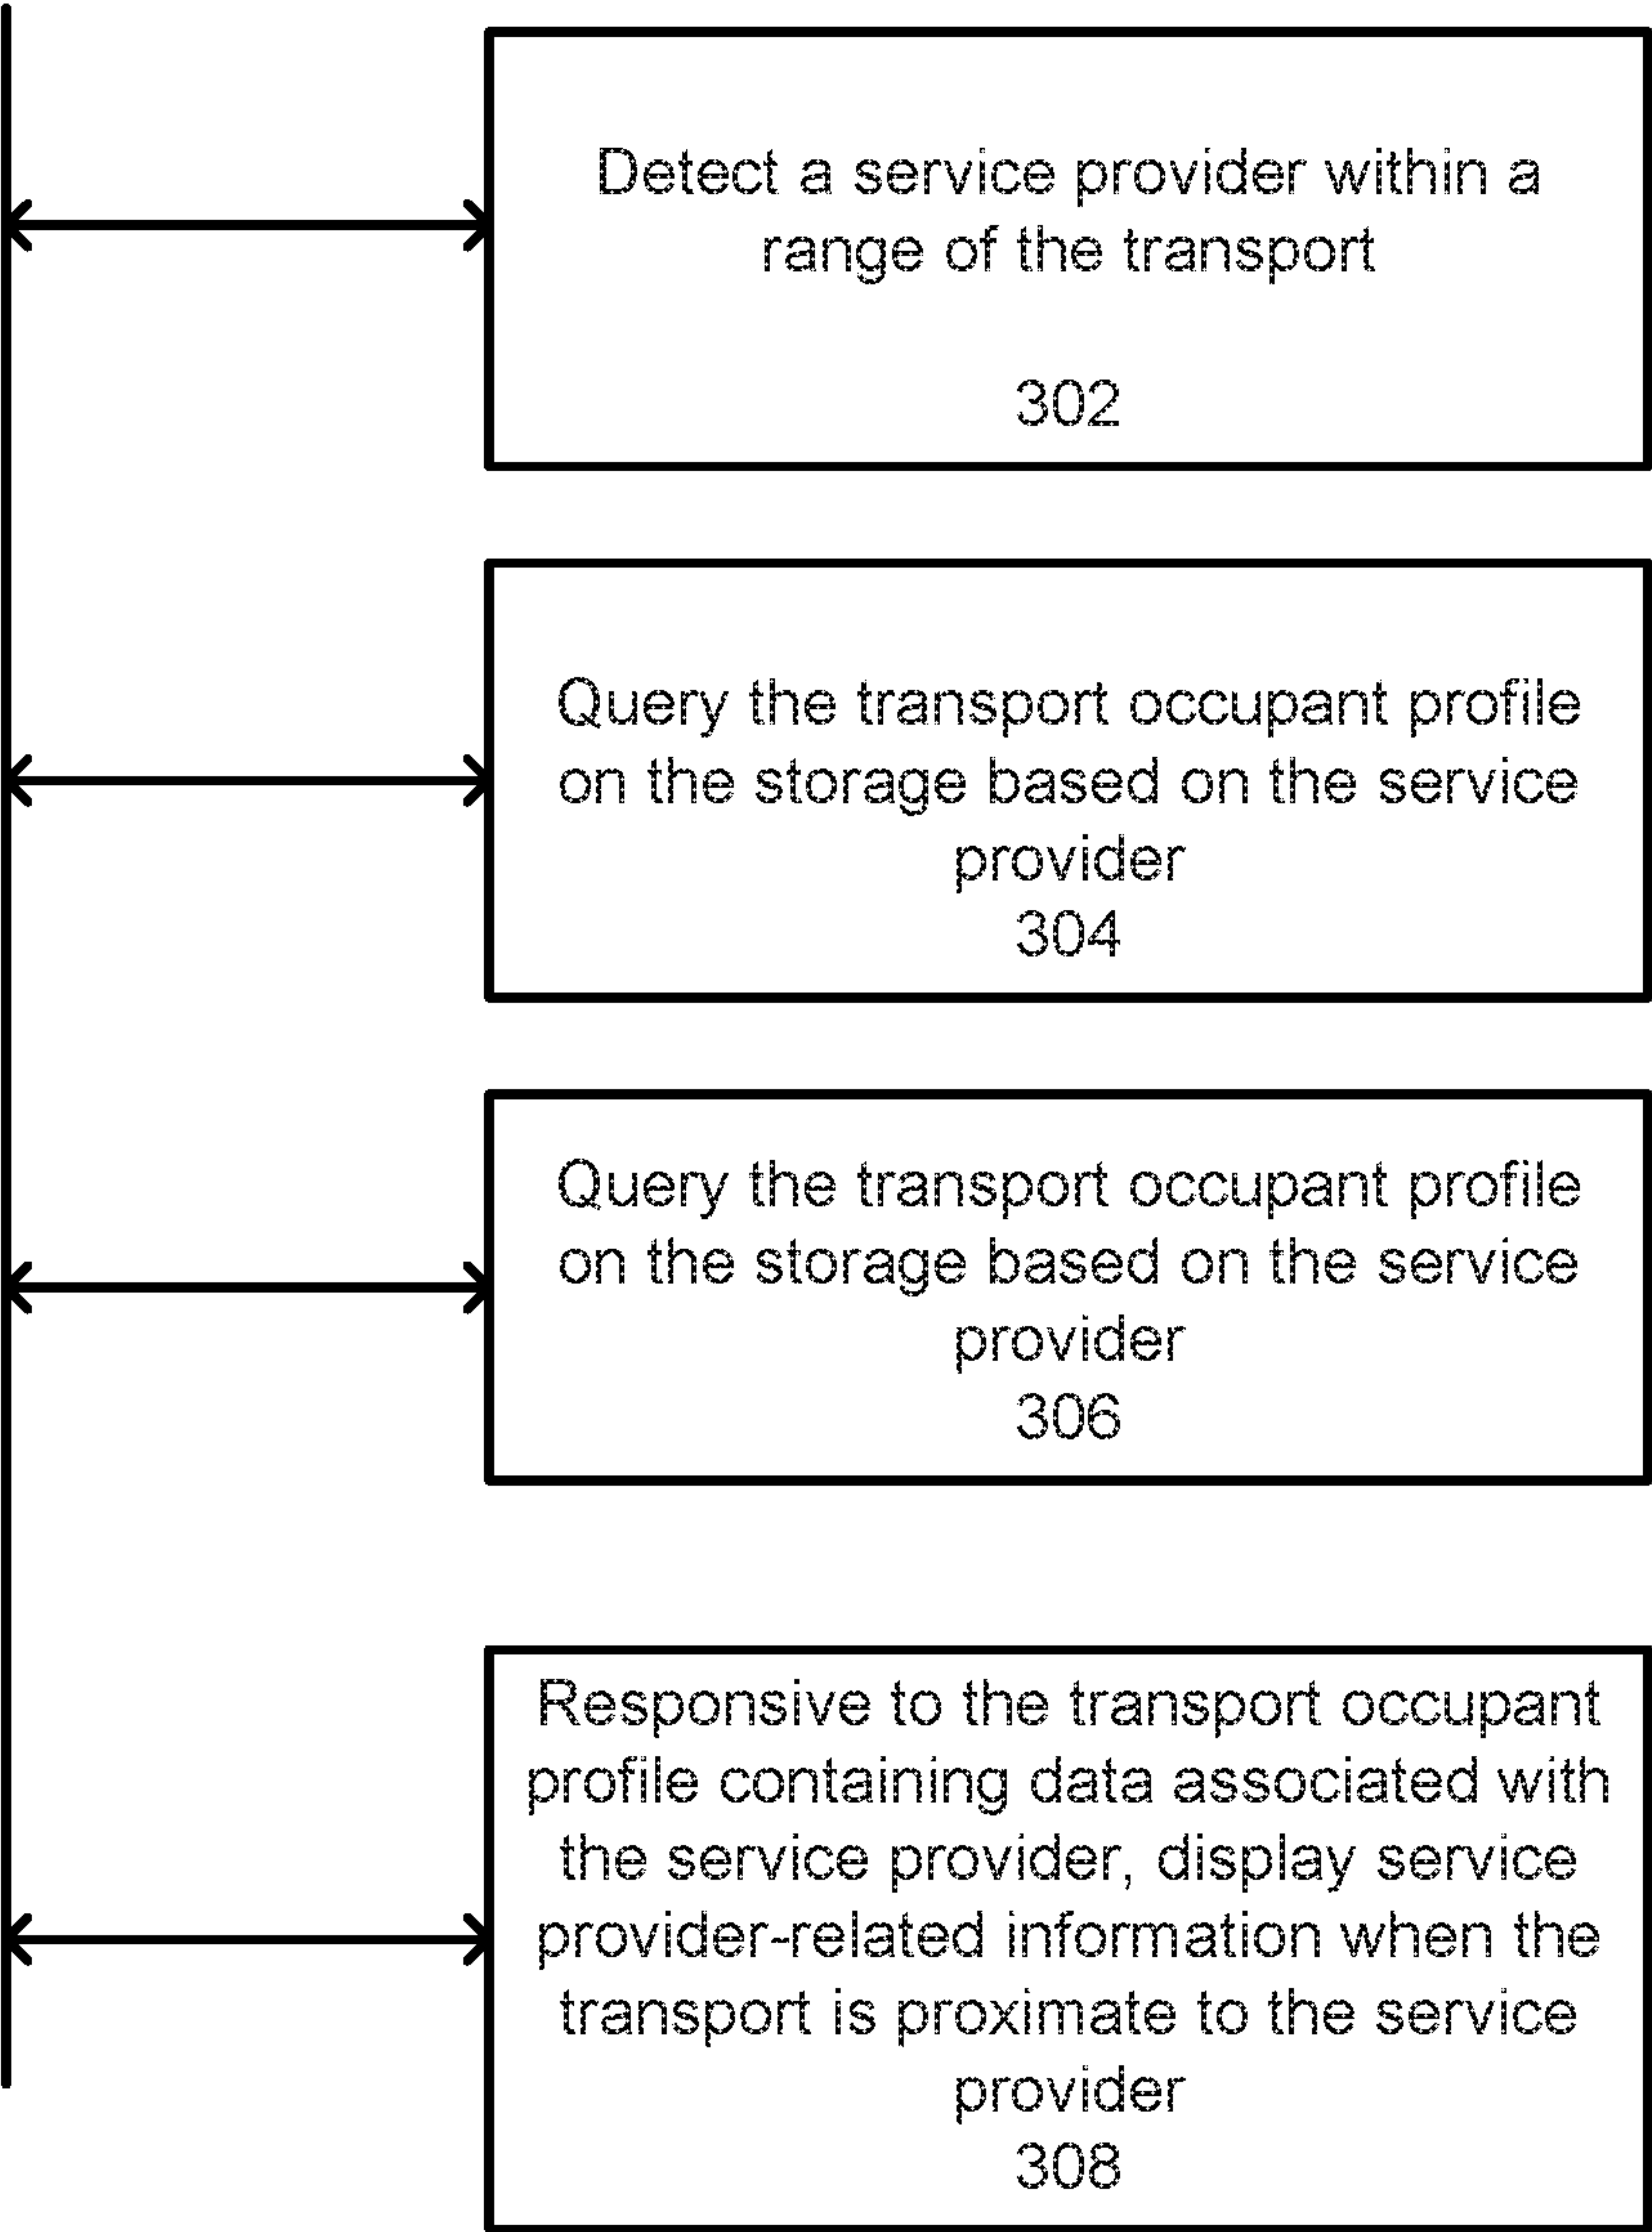 Detect a service provider within a
range of the transport
302
Query the transport occupant profile
on the storage based on the service
provider
304
Query the transport occupant profile
on the storage based on the service
provider
306
Responsive to the transport occupant
profile containing data associated with
the service provider, display service
provider-related information when the
transport is proximate to the service
provider
308